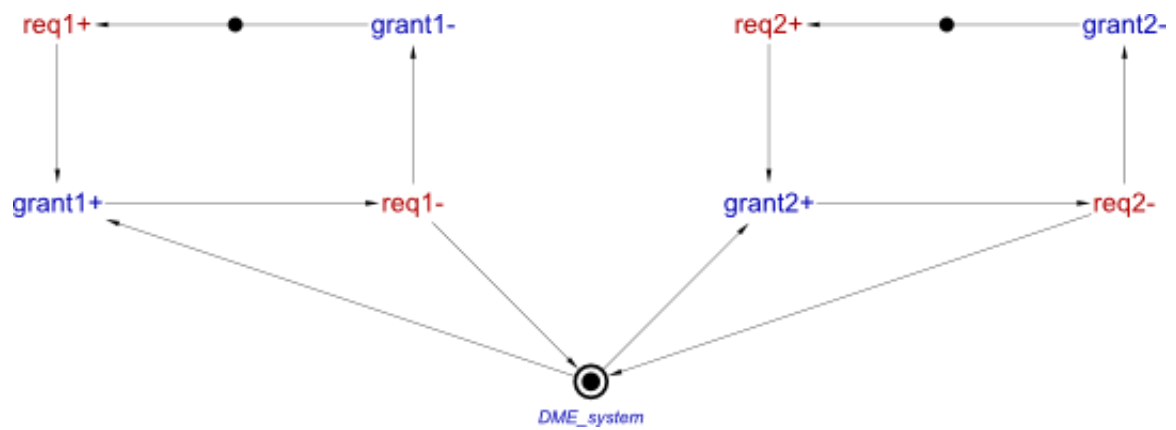 req1+ grant1- req2+ grant2-
grant1+ req1- grant2+ req2-
DME_system